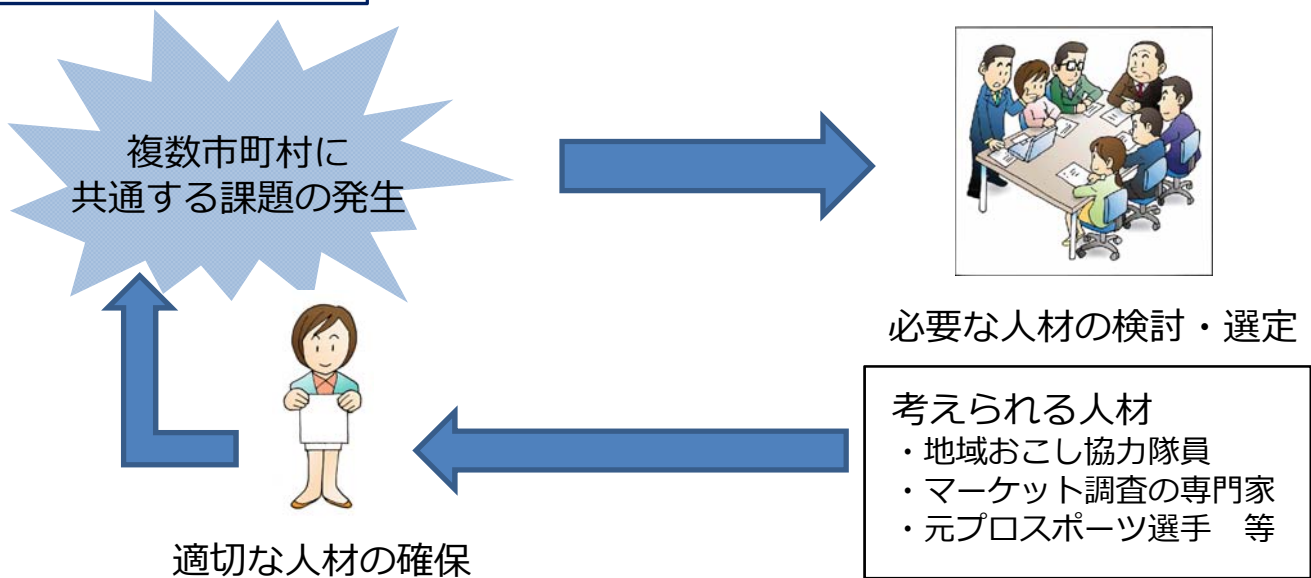 複数市町村に
共通する課題の発生
必要な人材の検討・選定
考えられる人材
・地域おこし協力隊員
・マーケット調査の専門家
・元プロスポーツ選手　等
適切な人材の確保